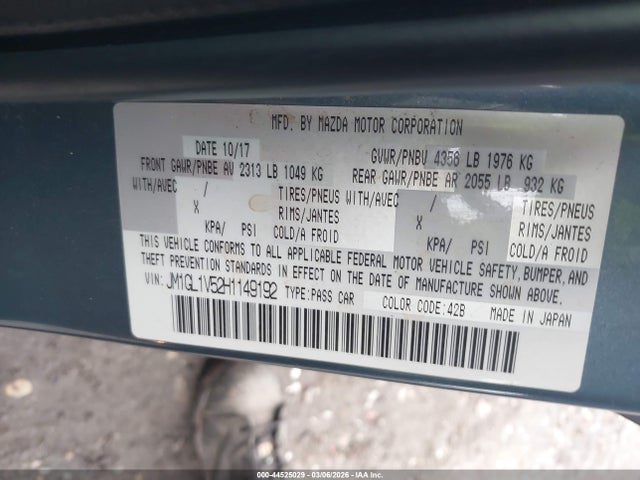 MFD. BY MAZDA MOTOR CORPORATION
DATE 10/17 GVWR/PNBV 4356 LB 1976 KG
FRONT GAWR/PNBE AV 2313 LB 1049 KG REAR GAWR/PNBE AR 2055 LB 932 KG
WITH/AVEC / TIRES/PNEUS WITH/AVEC / TIRES/PNEUS
X RIMS/JANTES X RIMS/JANTES
KPA/ PSI COLD/A FROID KPA/ PSI COLD/A FROID
THIS VEHICLE CONFORMS TO ALL APPLICABLE FEDERAL MOTOR VEHICLE SAFETY, BUMPER, AND
THEFT PREVENTION STANDARDS IN EFFECT ON THE DATE OF MANUFACTURE SHOWN ABOVE.
VIN: JM1GL1V52H1149192 TYPE:PASS CAR COLOR CODE:42B MADE IN JAPAN
000-44525029 - 03/06/2026 - IAA Inc.